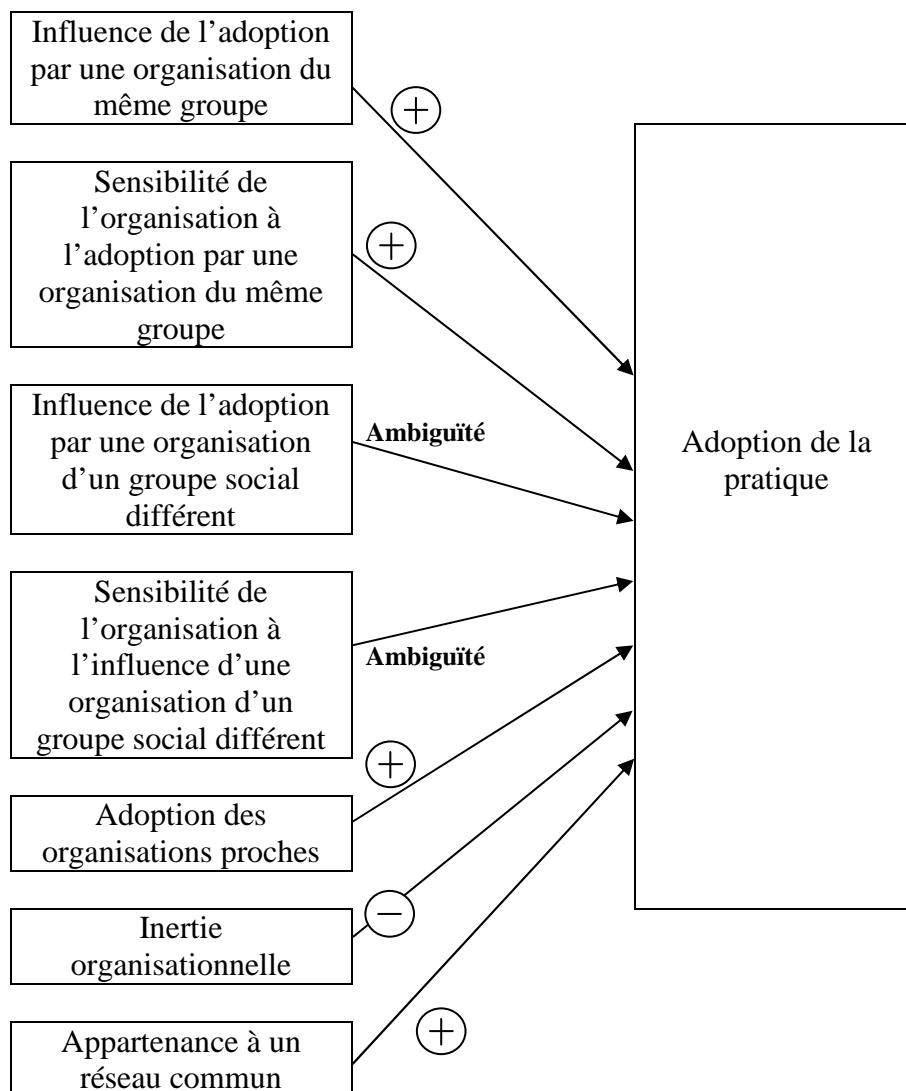 Influence de l’adoption
par une organisation du
même groupe
+
Sensibilité de
l’organisation à
l’adoption par une
organisation du même
groupe
+
Influence de l’adoption
par une organisation
d’un groupe social
différent
Ambiguïté
Adoption de la
pratique
Sensibilité de
l’organisation à
l’influence d’une
organisation d’un
groupe social différent
Ambiguïté
+
Adoption des
organisations proches
Inertie
organisationnelle
−
Appartenance à un
réseau commun
+